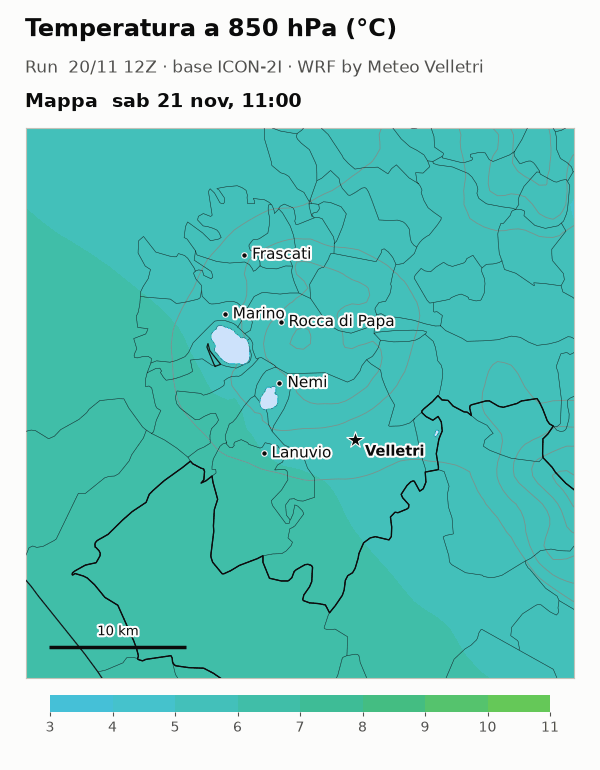 Temperatura a 850 hPa (°C)
Run  20/11 12Z · base ICON-2I · WRF by Meteo Velletri
Mappa  sab 21 nov, 11:00
Frascati
Marino
Rocca di Papa
Nemi
Velletri
Lanuvio
10 km
3 4 5 6 7 8 9 10 11